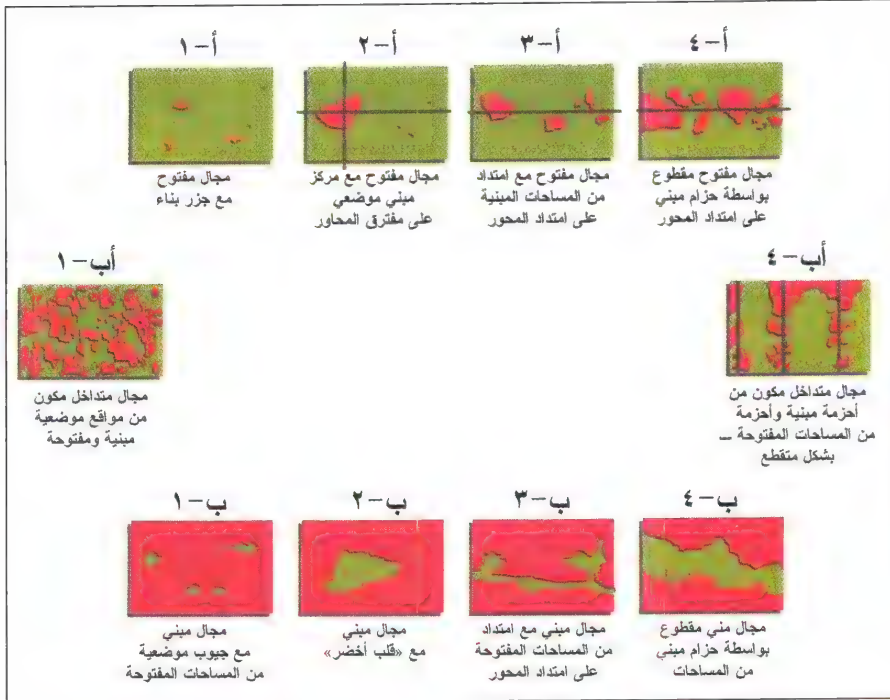 أ-٤
مجال مفتوح مقطوع
بواسطة حزام مبني
على امتداد المحور
أ-٣
مجال مفتوح مع امتداد
من المساحات المبنية
على امتداد المحور
أ-٢
مجال مفتوح مع مركز
مبني موضعي
على مفترق المحاور
أ-١
مجال مفتوح
مع جزر بناء
أب-٤
مجال متداخل مكون من
أحزمة مبنية وأحزمة
من المساحات المفتوحة ــ
بشكل متقطع
أب-١
مجال متداخل مكون
من مواقع موضعية
مبنية ومفتوحة
ب-٤
مجال مني مقطوع
بواسطة حزام مبني
من المساحات
ب-٣
مجال مبني مع امتداد
من المساحات المفتوحة
على امتداد المحور
ب-٢
مجال مبني
مع «قلب أخضر»
ب-١
مجال مبني
مع جيوب موضعية
من المساحات المفتوحة